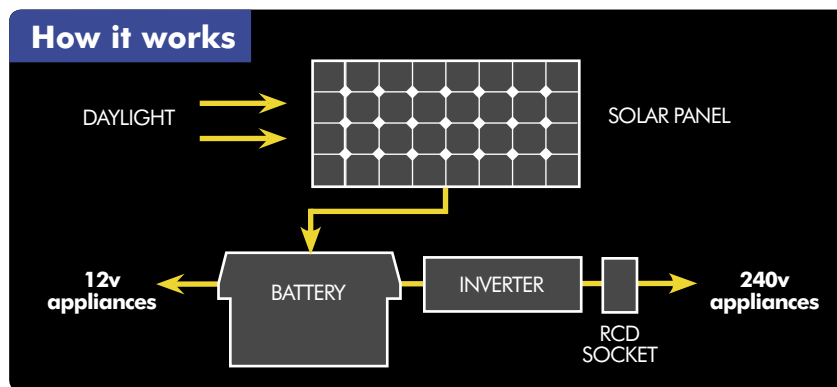 How it works
DAYLIGHT
SOLAR PANEL
12v
appliances
BATTERY
INVERTER
RCD
SOCKET
240v
appliances